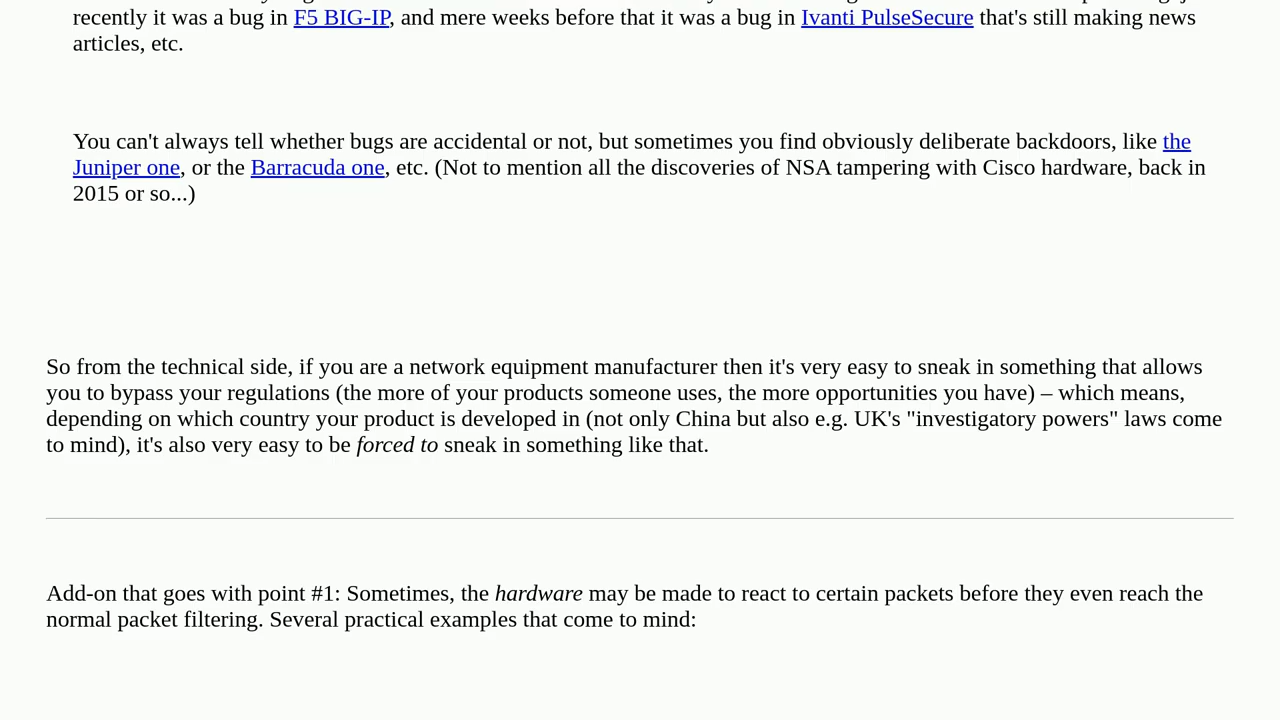 recently it was a bug in F5 BIG-IP, and mere weeks before that it was a bug in Ivanti PulseSecure that's still making news
articles, etc.
You can't always tell whether bugs are accidental or not, but sometimes you find obviously deliberate backdoors, like the
Juniper one, or the Barracuda one, etc. (Not to mention all the discoveries of NSA tampering with Cisco hardware, back in
2015 or so...)
So from the technical side, if you are a network equipment manufacturer then it's very easy to sneak in something that allows
you to bypass your regulations (the more of your products someone uses, the more opportunities you have) – which means,
depending on which country your product is developed in (not only China but also e.g. UK's "investigatory powers" laws come
to mind), it's also very easy to be forced to sneak in something like that.
Add-on that goes with point #1: Sometimes, the hardware may be made to react to certain packets before they even reach the
normal packet filtering. Several practical examples that come to mind: